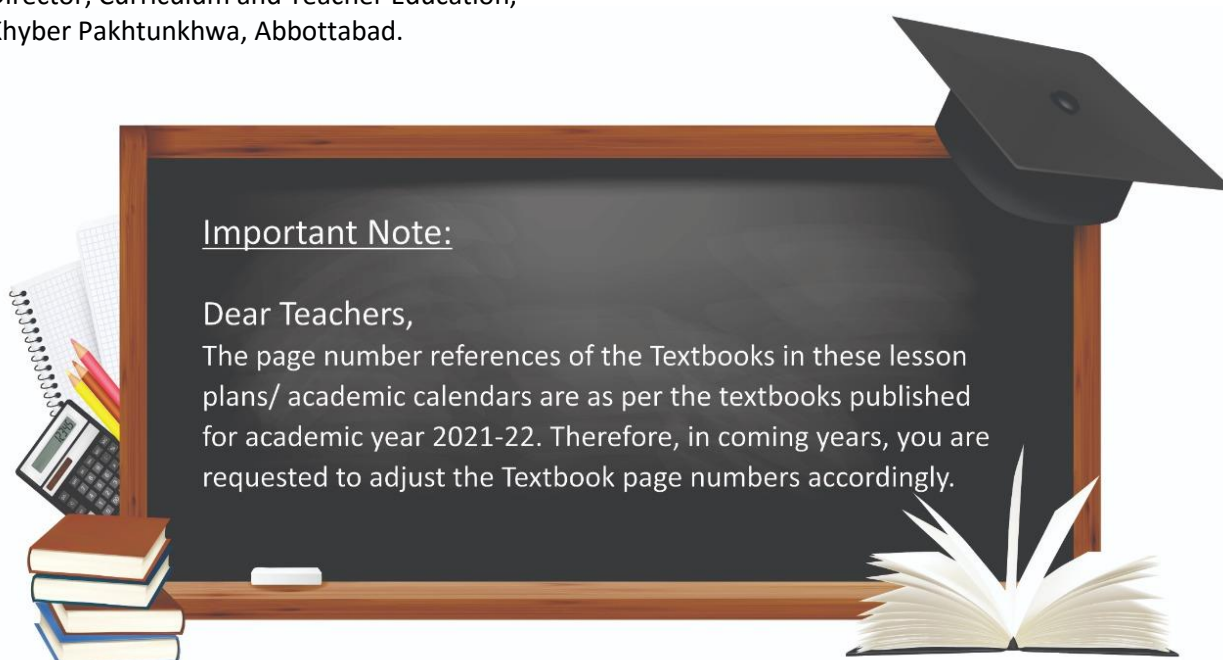 Director, Curriculum and Teacher Education,
Khyber Pakhtunkhwa, Abbottabad.
Important Note:
Dear Teachers,
The page number references of the Textbooks in these lesson
plans/ academic calendars are as per the textbooks published
for academic year 2021-22. Therefore, in coming years, you are
requested to adjust the Textbook page numbers accordingly.